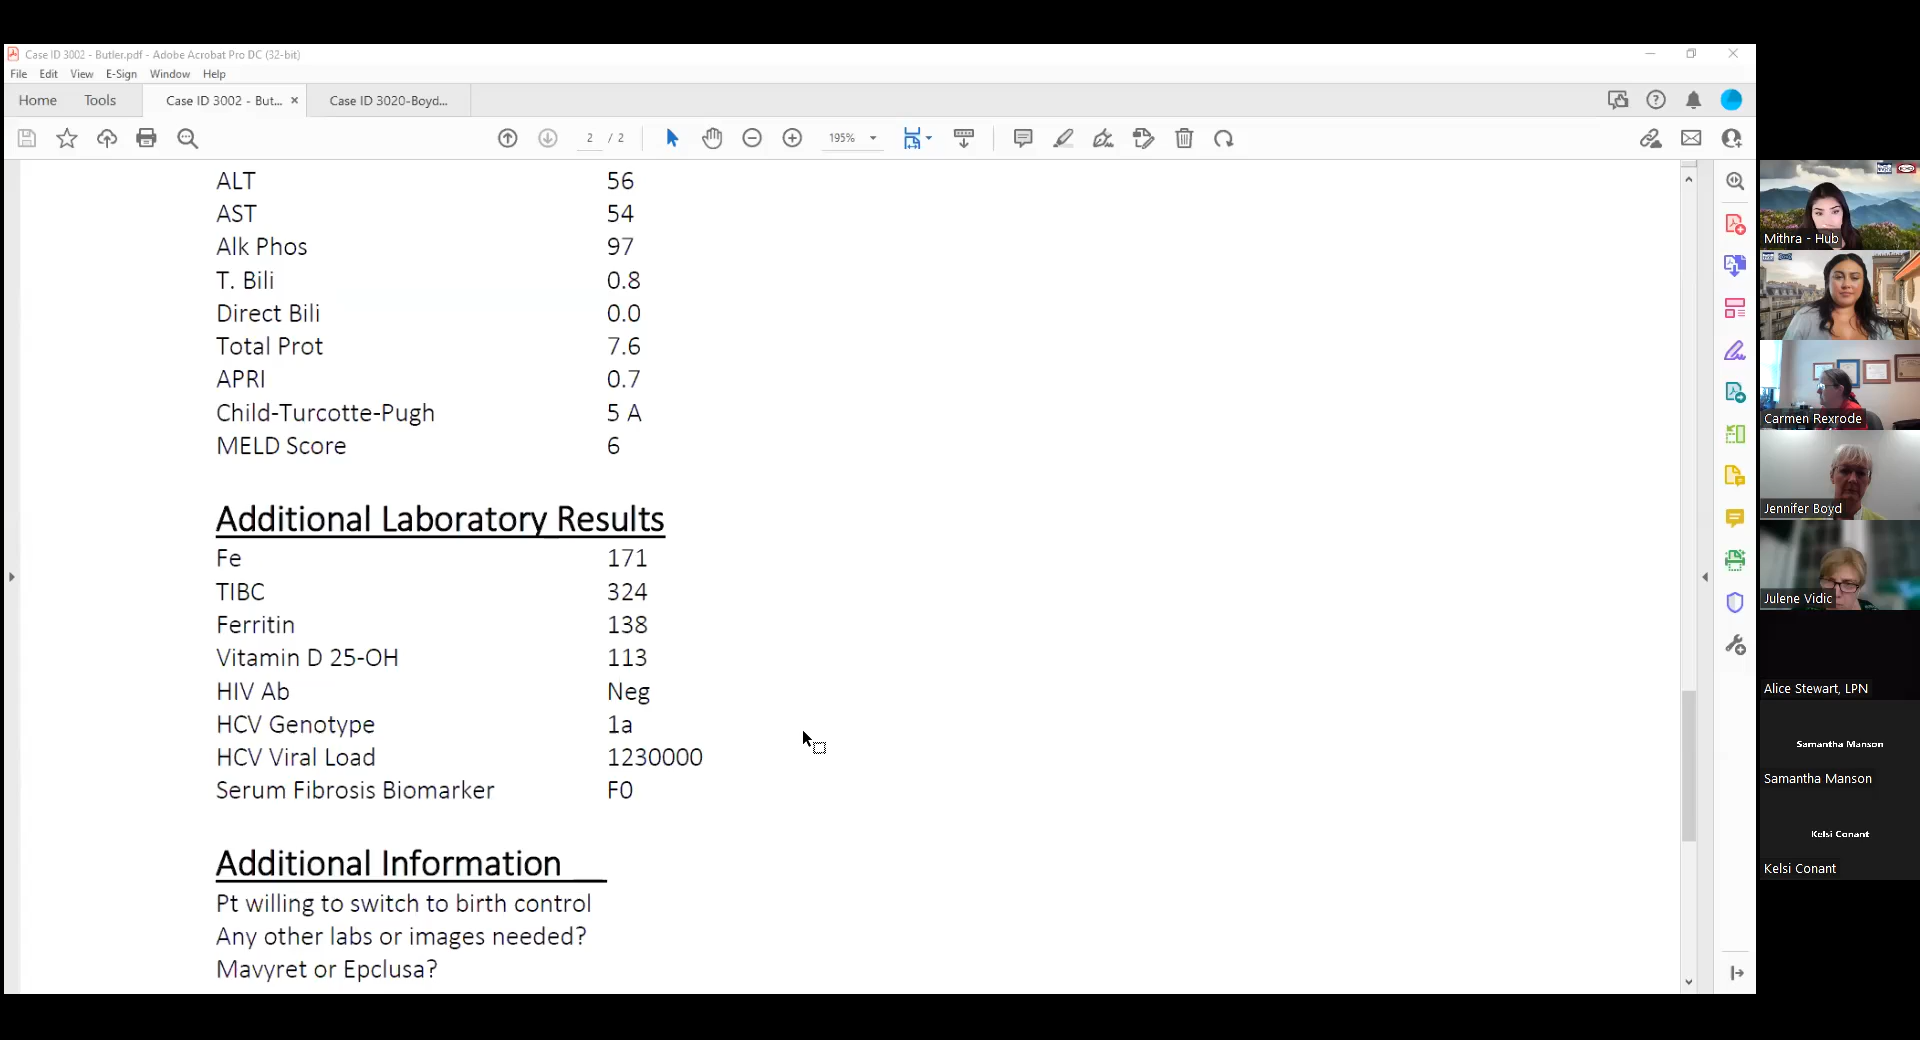 Case ID 3002 - Butler.pdf - Adobe Acrobat Pro DC (32-bit)
File Edit View E-Sign Window Help
Home Tools Case ID 3002 - But... × Case ID 3020-Boyd...
2 / 2 195%
ALT 56
AST 54
Alk Phos 97
T. Bili 0.8
Direct Bili 0.0
Total Prot 7.6
APRI 0.7
Child-Turcotte-Pugh 5 A
MELD Score 6
Additional Laboratory Results
Fe 171
TIBC 324
Ferritin 138
Vitamin D 25-OH 113
HIV Ab Neg
HCV Genotype 1a
HCV Viral Load 1230000
Serum Fibrosis Biomarker F0
Additional Information __
Pt willing to switch to birth control
Any other labs or images needed?
Mavyret or Epclusa?
Mithra - Hub
Carmen Rexrode
Jennifer Boyd
Julene Vidic
Alice Stewart, LPN
Samantha Manson
Samantha Manson
Kelsi Conant
Kelsi Conant